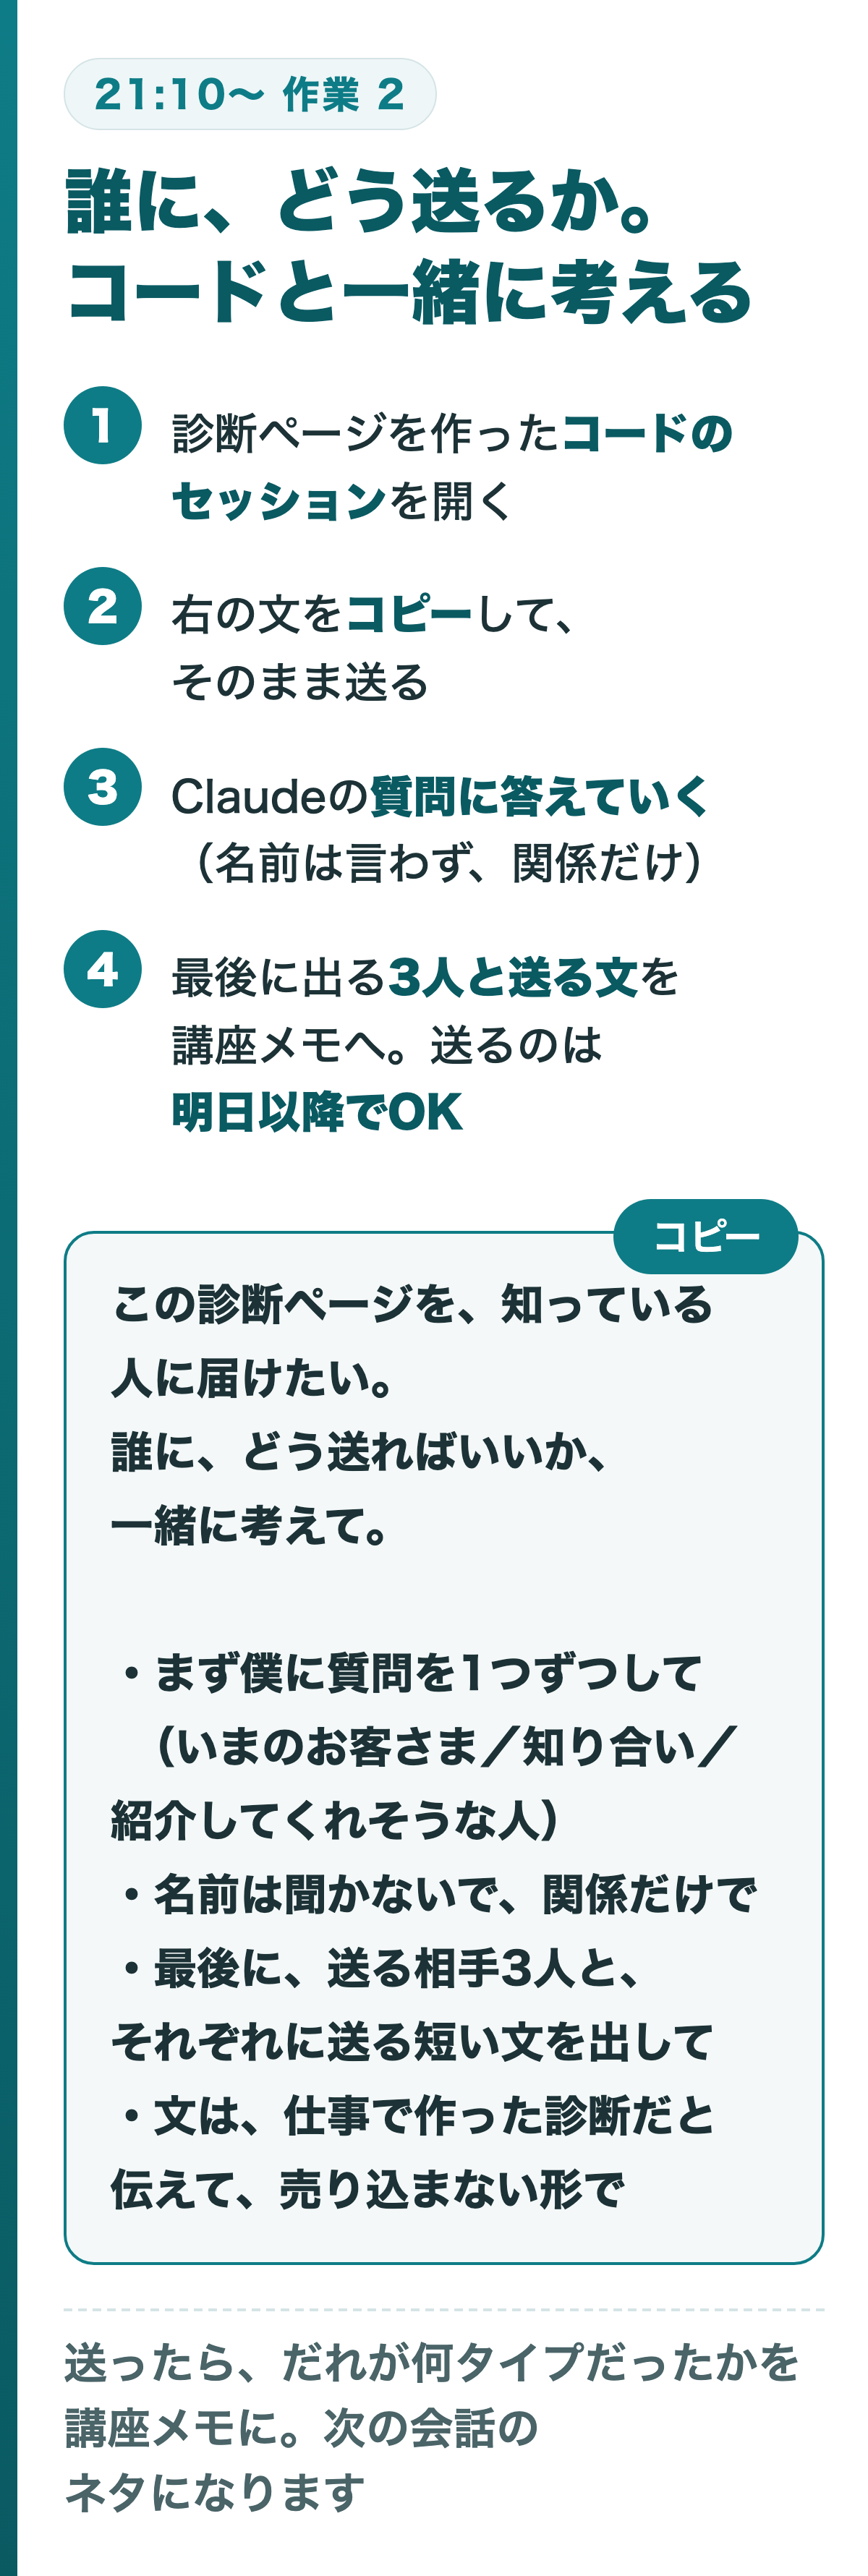 21:10〜 作業 2
誰に、どう送るか。
コードと一緒に考える
1
診断ページを作ったコードの
セッションを開く
2
右の文をコピーして、
そのまま送る
3
Claudeの質問に答えていく
（名前は言わず、関係だけ）
4
最後に出る3人と送る文を
講座メモへ。送るのは
明日以降でOK
コピー
この診断ページを、知っている
人に届けたい。
誰に、どう送ればいいか、
一緒に考えて。
・まず僕に質問を1つずつして
（いまのお客さま／知り合い／
紹介してくれそうな人）
・名前は聞かないで、関係だけで
・最後に、送る相手3人と、
それぞれに送る短い文を出して
・文は、仕事で作った診断だと
伝えて、売り込まない形で
送ったら、だれが何タイプだったかを
講座メモに。次の会話の
ネタになります